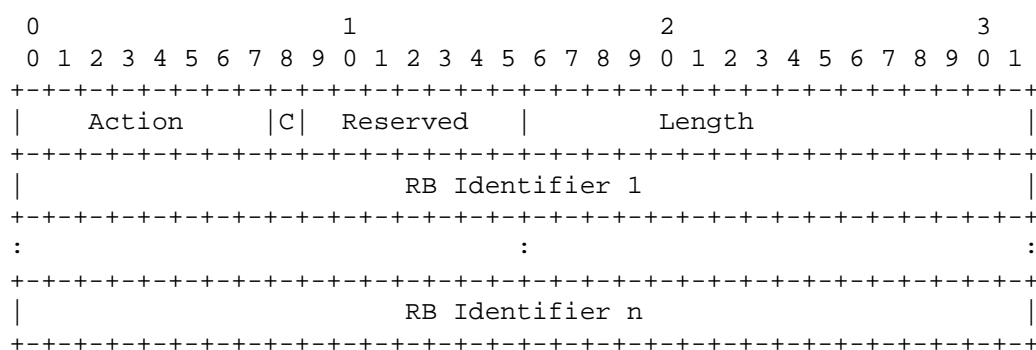 0                   1                   2                   3
 0 1 2 3 4 5 6 7 8 9 0 1 2 3 4 5 6 7 8 9 0 1 2 3 4 5 6 7 8 9 0 1
+-+-+-+-+-+-+-+-+-+-+-+-+-+-+-+-+-+-+-+-+-+-+-+-+-+-+-+-+-+-+-+-+
|    Action     |C|  Reserved   |        Length                 |
+-+-+-+-+-+-+-+-+-+-+-+-+-+-+-+-+-+-+-+-+-+-+-+-+-+-+-+-+-+-+-+-+
|                        RB Identifier 1                        |
+-+-+-+-+-+-+-+-+-+-+-+-+-+-+-+-+-+-+-+-+-+-+-+-+-+-+-+-+-+-+-+-+
:                               :                               :
+-+-+-+-+-+-+-+-+-+-+-+-+-+-+-+-+-+-+-+-+-+-+-+-+-+-+-+-+-+-+-+-+
|                        RB Identifier n                        |
+-+-+-+-+-+-+-+-+-+-+-+-+-+-+-+-+-+-+-+-+-+-+-+-+-+-+-+-+-+-+-+-+